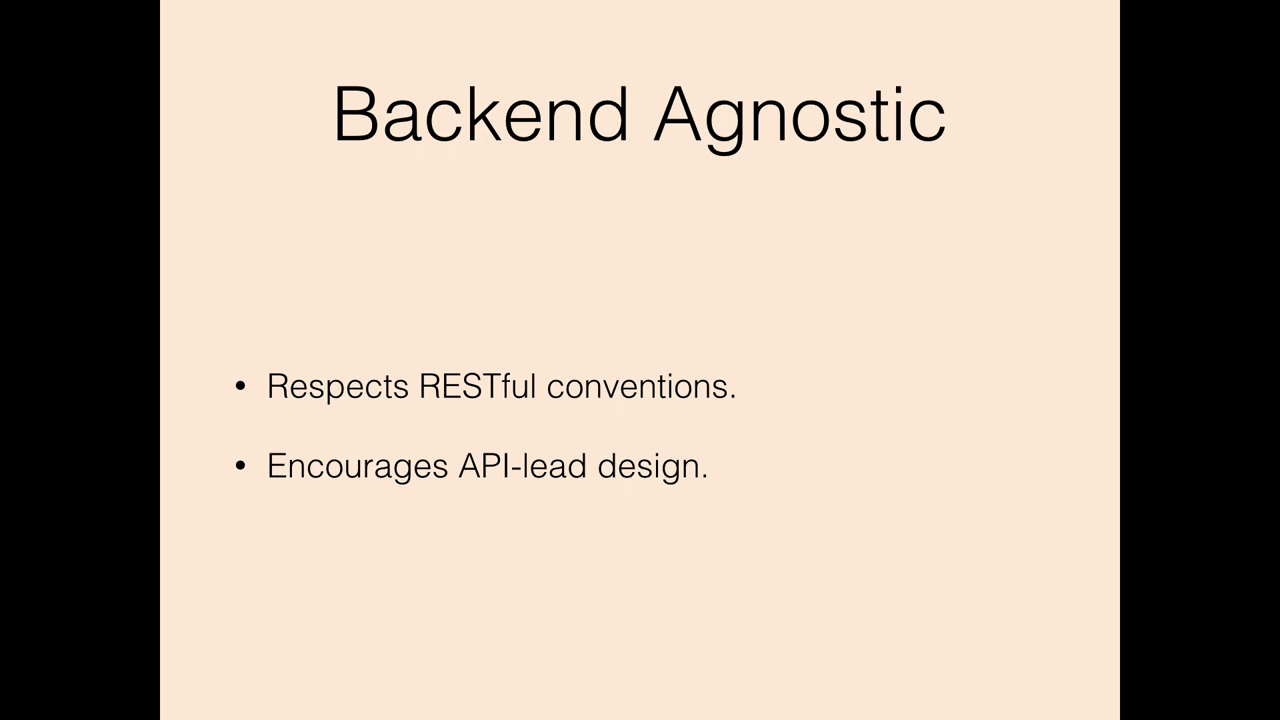 Backend Agnostic
• Respects RESTful conventions.
• Encourages API-lead design.